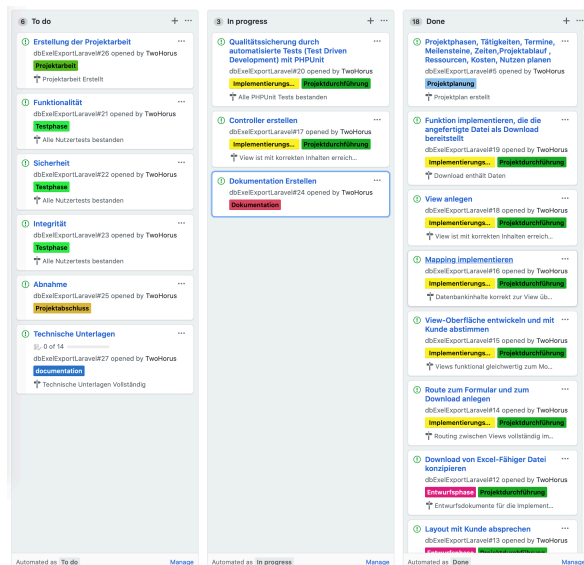 6 To do + ...
Erstellung der Projektarbeit ...
dbExelExportLaravel#26 opened by TwoHorus
Projektarbeit
Projektarbeit Erstellt
Funktionalität ...
dbExelExportLaravel#21 opened by TwoHorus
Testphase
Alle Nutzertests bestanden
Sicherheit ...
dbExelExportLaravel#22 opened by TwoHorus
Testphase
Alle Nutzertests bestanden
Integrität ...
dbExelExportLaravel#23 opened by TwoHorus
Testphase
Alle Nutzertests bestanden
Abnahme ...
dbExelExportLaravel#25 opened by TwoHorus
Projektabschluss
Technische Unterlagen ...
0 of 14
dbExelExportLaravel#27 opened by TwoHorus
documentation
Technische Unterlagen Vollständig
Automated as To do Manage
3 In progress + ...
Qualitätssicherung durch ...
automatisierte Tests (Test Driven
Development) mit PHPUnit
dbExelExportLaravel#20 opened by TwoHorus
Implementierungs... Projektdurchführung
Alle PHPUnit Tests bestanden
Controller erstellen ...
dbExelExportLaravel#17 opened by TwoHorus
Implementierungs... Projektdurchführung
View ist mit korrekten Inhalten erreich...
Dokumentation Erstellen ...
dbExelExportLaravel#24 opened by TwoHorus
Dokumentation
Automated as In progress Manage
18 Done + ...
Projektphasen, Tätigkeiten, Termine, ...
Meilensteine, Zeiten,Projektablauf ,
Ressourcen, Kosten, Nutzen planen
dbExelExportLaravel#5 opened by TwoHorus
Projektplanung
Projektplan erstellt
Funktion implementieren, die die ...
angefertigte Datei als Download
bereitstellt
dbExelExportLaravel#19 opened by TwoHorus
Implementierungs... Projektdurchführung
Download enthält Daten
View anlegen ...
dbExelExportLaravel#18 opened by TwoHorus
Implementierungs... Projektdurchführung
View ist mit korrekten Inhalten erreich...
Mapping implementieren ...
dbExelExportLaravel#16 opened by TwoHorus
Implementierungs... Projektdurchführung
Datenbankinhalte korrekt zur View üb...
View-Oberfläche entwickeln und mit ...
Kunde abstimmen
dbExelExportLaravel#15 opened by TwoHorus
Implementierungs... Projektdurchführung
Views funktional gleichwertig zum Mo...
Route zum Formular und zum ...
Download anlegen
dbExelExportLaravel#14 opened by TwoHorus
Implementierungs... Projektdurchführung
Routing zwischen Views vollständig im...
Download von Excel-Fähiger Datei ...
konzipieren
dbExelExportLaravel#12 opened by TwoHorus
Entwurfsphase Projektdurchführung
Entwurfsdokumente für die Implement...
Layout mit Kunde absprechen ...
dbExelExportLaravel#13 opened by TwoHorus
Entwurfsphase Projektdurchführung
Automated as Done Manage